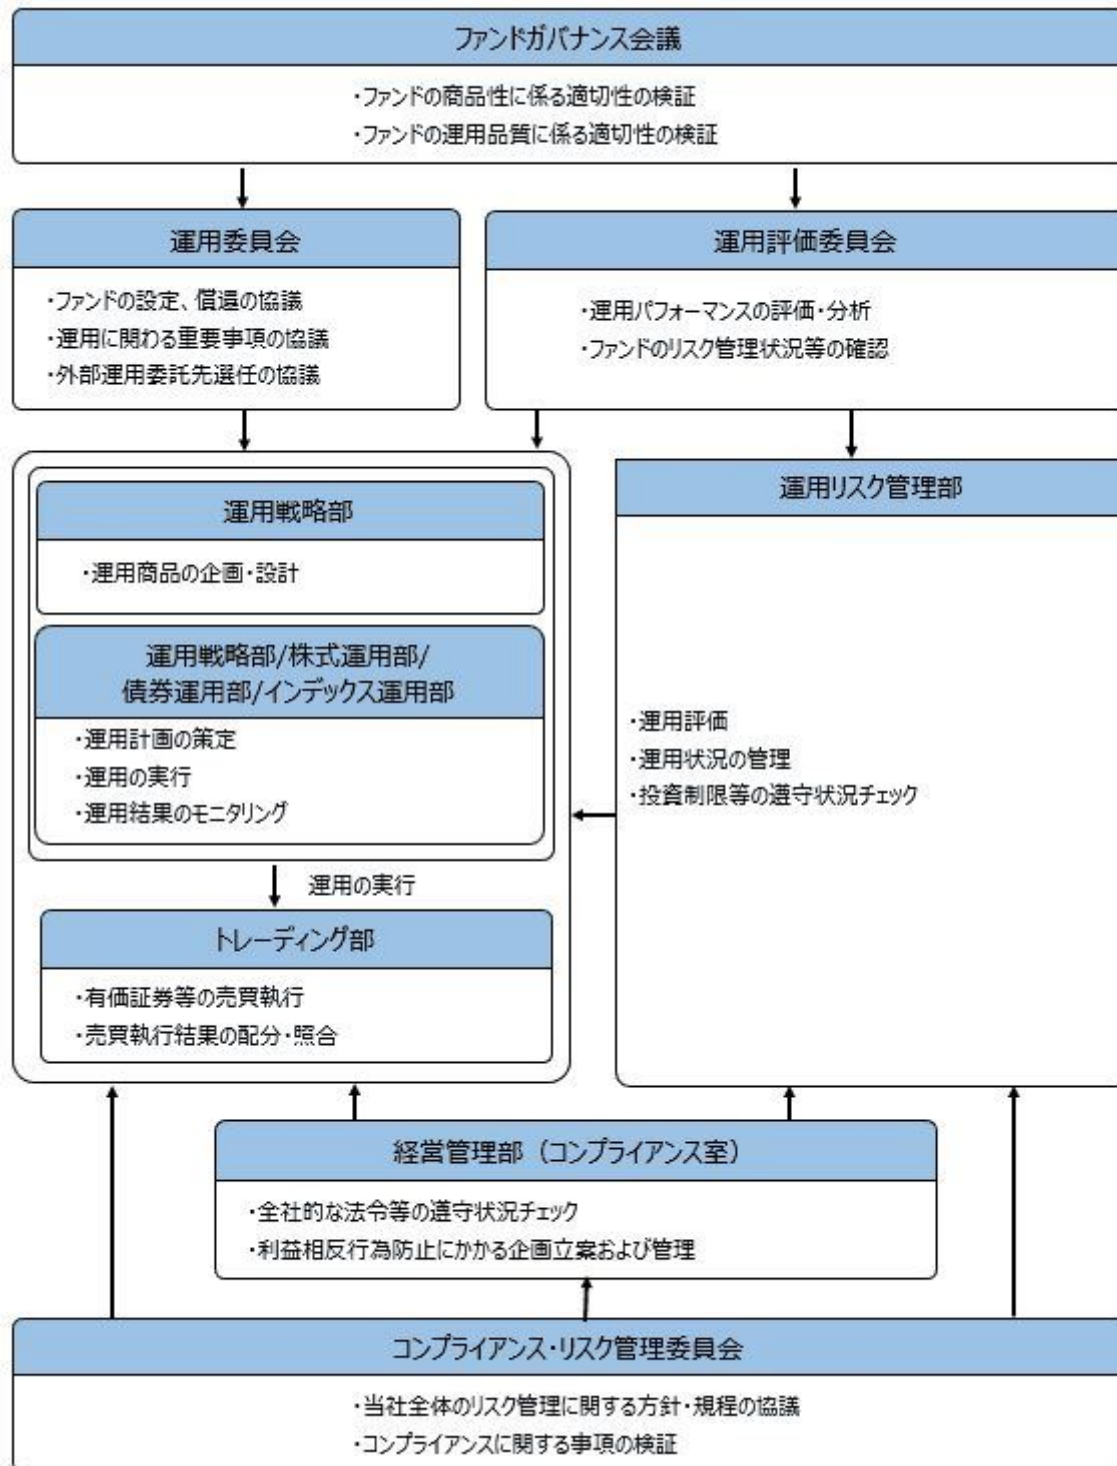 ファンドガバナンス会議
・ファンドの商品性に係る適切性の検証
・ファンドの運用品質に係る適切性の検証
運用委員会
・ファンドの設定、償還の協議
・運用に関わる重要事項の協議
・外部運用委託先選任の協議
運用評価委員会
・運用パフォーマンスの評価・分析
・ファンドのリスク管理状況等の確認
運用戦略部
・運用商品の企画・設計
運用戦略部/株式運用部/
債券運用部/インデックス運用部
・運用計画の策定
・運用の実行
・運用結果のモニタリング
運用の実行
トレーディング部
・有価証券等の売買執行
・売買執行結果の配分・照合
運用リスク管理部
・運用評価
・運用状況の管理
・投資制限等の遵守状況チェック
経営管理部（コンプライアンス室）
・全社的な法令等の遵守状況チェック
・利益相反行為防止にかかる企画立案および管理
コンプライアンス・リスク管理委員会
・当社全体のリスク管理に関する方針・規程の協議
・コンプライアンスに関する事項の検証